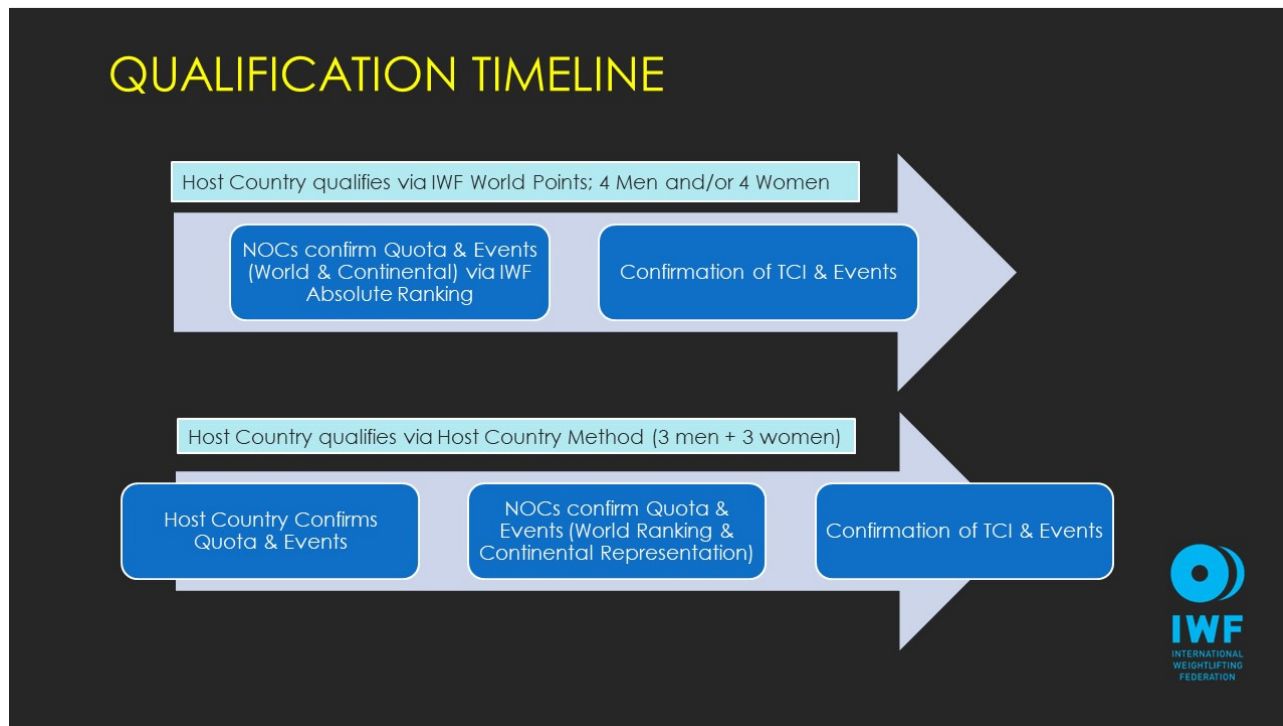 QUALIFICATION TIMELINE
Host Country qualifies via IWF World Points; 4 Men and/or 4 Women
NOCs confirm Quota & Events
(World & Continental) via IWF
Absolute Ranking
Confirmation of TCI & Events
Host Country qualifies via Host Country Method (3 men + 3 women)
Host Country Confirms
Quota & Events
NOCs confirm Quota &
Events (World Ranking &
Continental Representation)
Confirmation of TCI & Events
IWF
INTERNATIONAL
WEIGHTLIFTING
FEDERATION